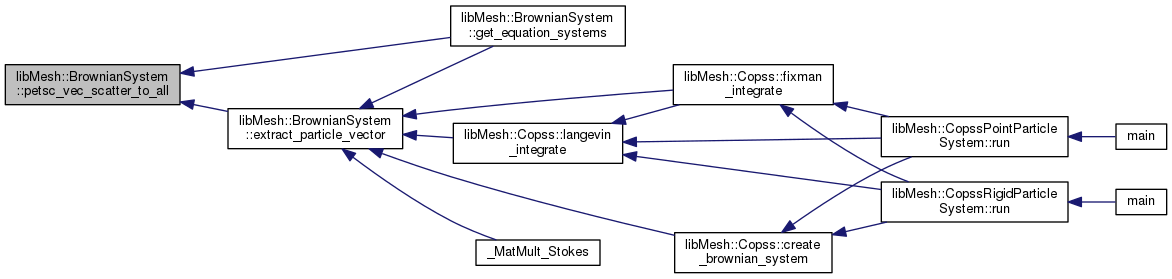 libMesh::BrownianSystem
::petsc_vec_scatter_to_all
libMesh::BrownianSystem
::get_equation_systems
libMesh::BrownianSystem
::extract_particle_vector
libMesh::Copss::langevin
_integrate
_MatMult_Stokes
libMesh::Copss::fixman
_integrate
libMesh::Copss::create
_brownian_system
libMesh::CopssPointParticle
System::run
libMesh::CopssRigidParticle
System::run
main
main